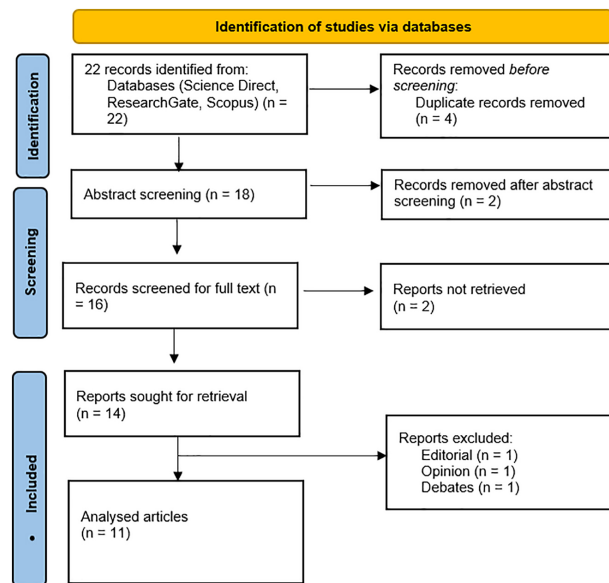 Identification of studies via databases
Identification
22 records identified from:
Databases (Science Direct,
ResearchGate, Scopus) (n =
22)
Records removed before
screening:
Duplicate records removed
(n = 4)
Screening
Abstract screening (n = 18)
Records removed after abstract
screening (n = 2)
Records screened for full text (n
= 16)
Reports not retrieved
(n = 2)
• Included
Reports sought for retrieval
(n = 14)
Reports excluded:
Editorial (n = 1)
Opinion (n = 1)
Debates (n = 1)
Analysed articles
(n = 11)